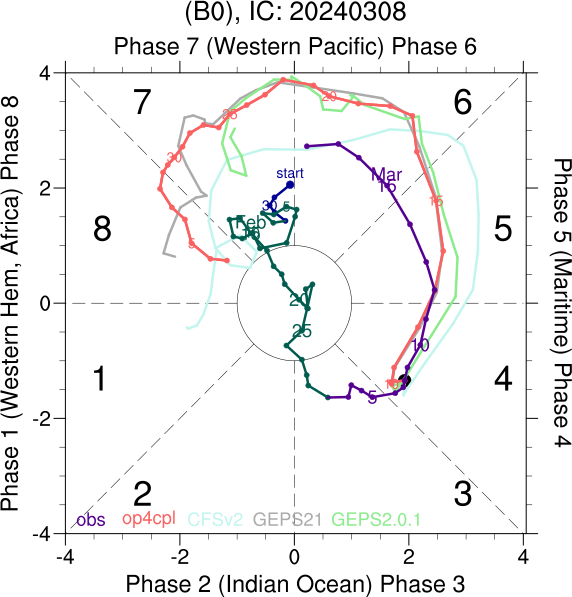 (B0), IC: 20240308
Phase 7 (Western Pacific) Phase 6
Phase 1 (Western Hem, Africa) Phase 8
Phase 5 (Maritime) Phase 4
4
2
0
-2
-4
7
6
8
5
1
4
2
3
20
25
30
5
15
start
Mar
15
30
5
Feb
20
25
10
5
obs
op4cpl
CFSv2
GEPS21
GEPS2.0.1
-4
-2
0
2
4
Phase 2 (Indian Ocean) Phase 3